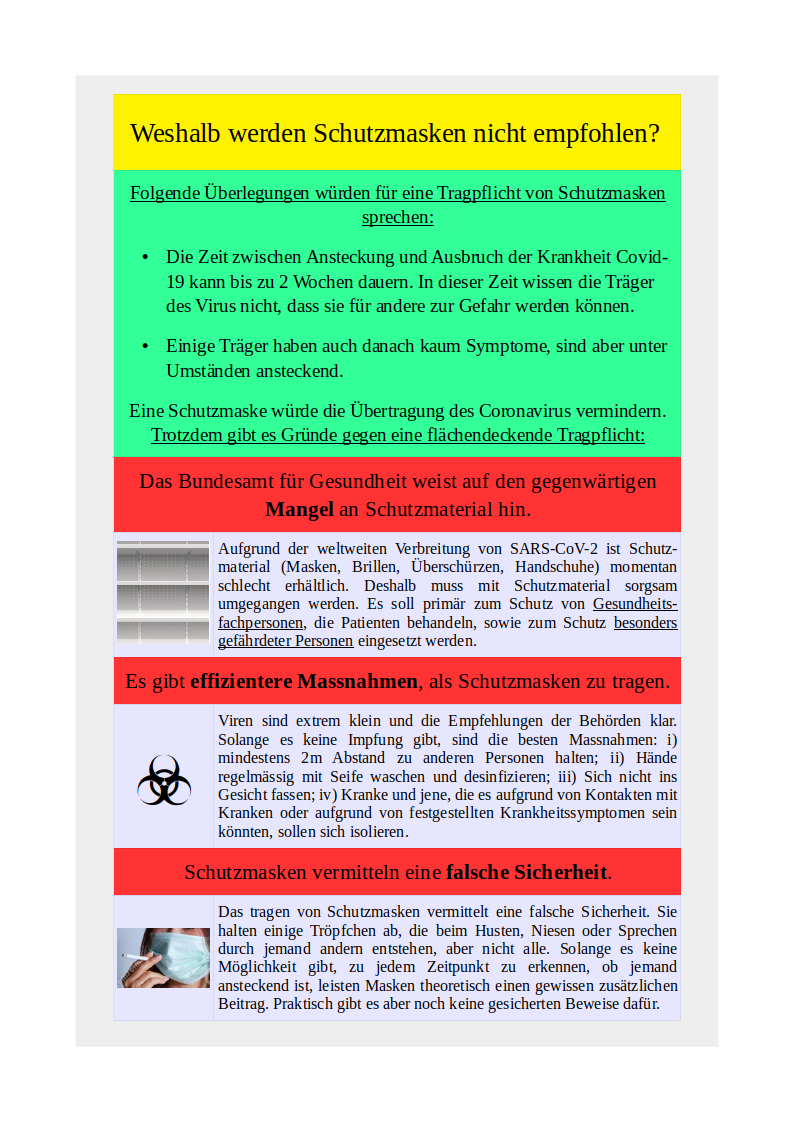 Weshalb werden Schutzmasken nicht empfohlen?
Folgende Überlegungen würden für eine Tragpflicht von Schutzmasken
sprechen:
• Die Zeit zwischen Ansteckung und Ausbruch der Krankheit Covid-
19 kann bis zu 2 Wochen dauern. In dieser Zeit wissen die Träger
des Virus nicht, dass sie für andere zur Gefahr werden können.
• Einige Träger haben auch danach kaum Symptome, sind aber unter
Umständen ansteckend.
Eine Schutzmaske würde die Übertragung des Coronavirus vermindern.
Trotzdem gibt es Gründe gegen eine flächendeckende Tragpflicht:
Das Bundesamt für Gesundheit weist auf den gegenwärtigen
Mangel an Schutzmaterial hin.
Aufgrund der weltweiten Verbreitung von SARS-CoV-2 ist Schutz-
material (Masken, Brillen, Überschürzen, Handschuhe) momentan
schlecht erhältlich. Deshalb muss mit Schutzmaterial sorgsam
umgegangen werden. Es soll primär zum Schutz von Gesundheits-
fachpersonen, die Patienten behandeln, sowie zum Schutz besonders
gefährdeter Personen eingesetzt werden.
Es gibt effizientere Massnahmen, als Schutzmasken zu tragen.
Viren sind extrem klein und die Empfehlungen der Behörden klar.
Solange es keine Impfung gibt, sind die besten Massnahmen: i)
mindestens 2m Abstand zu anderen Personen halten; ii) Hände
regelmässig mit Seife waschen und desinfizieren; iii) Sich nicht ins
Gesicht fassen; iv) Kranke und jene, die es aufgrund von Kontakten mit
Kranken oder aufgrund von festgestellten Krankheitssymptomen sein
könnten, sollen sich isolieren.
Schutzmasken vermitteln eine falsche Sicherheit.
Das tragen von Schutzmasken vermittelt eine falsche Sicherheit. Sie
halten einige Tröpfchen ab, die beim Husten, Niesen oder Sprechen
durch jemand andern entstehen, aber nicht alle. Solange es keine
Möglichkeit gibt, zu jedem Zeitpunkt zu erkennen, ob jemand
ansteckend ist, leisten Masken theoretisch einen gewissen zusätzlichen
Beitrag. Praktisch gibt es aber noch keine gesicherten Beweise dafür.